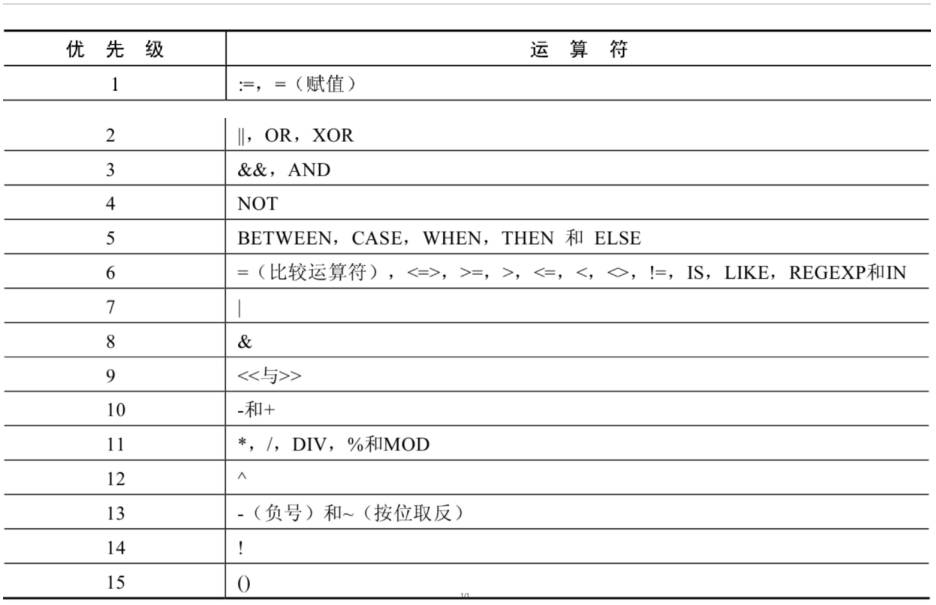 优 先 级 运 算 符
1 :=，=（赋值）
2 ||，OR，XOR
3 &&，AND
4 NOT
5 BETWEEN，CASE，WHEN，THEN 和 ELSE
6 =（比较运算符），<=>，>=，>，<=，<，<>，!=，IS，LIKE，REGEXP和IN
7 |
8 &
9 <<与>>
10 -和+
11 *，/，DIV，%和MOD
12 ^
13 -（负号）和~（按位取反）
14 !
15 ()